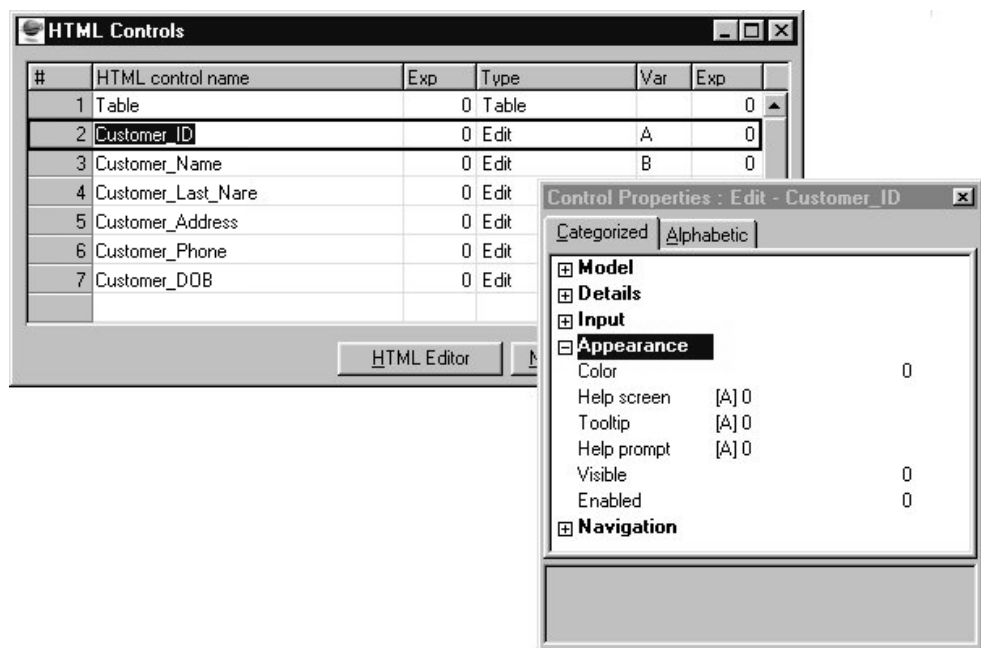 HTML Controls
# HTML control name Exp Type Var Exp
1 Table 0 Table 0
2 Customer_ID 0 Edit A 0
3 Customer_Name 0 Edit B 0
4 Customer_Last_Nare 0 Edit
5 Customer_Address 0 Edit
6 Customer_Phone 0 Edit
7 Customer_DOB 0 Edit
HTML Editor
Control Properties : Edit - Customer_ID
Categorized Alphabetic
Model
Details
Input
Appearance
Color 0
Help screen [A] 0
Tooltip [A] 0
Help prompt [A] 0
Visible 0
Enabled 0
Navigation